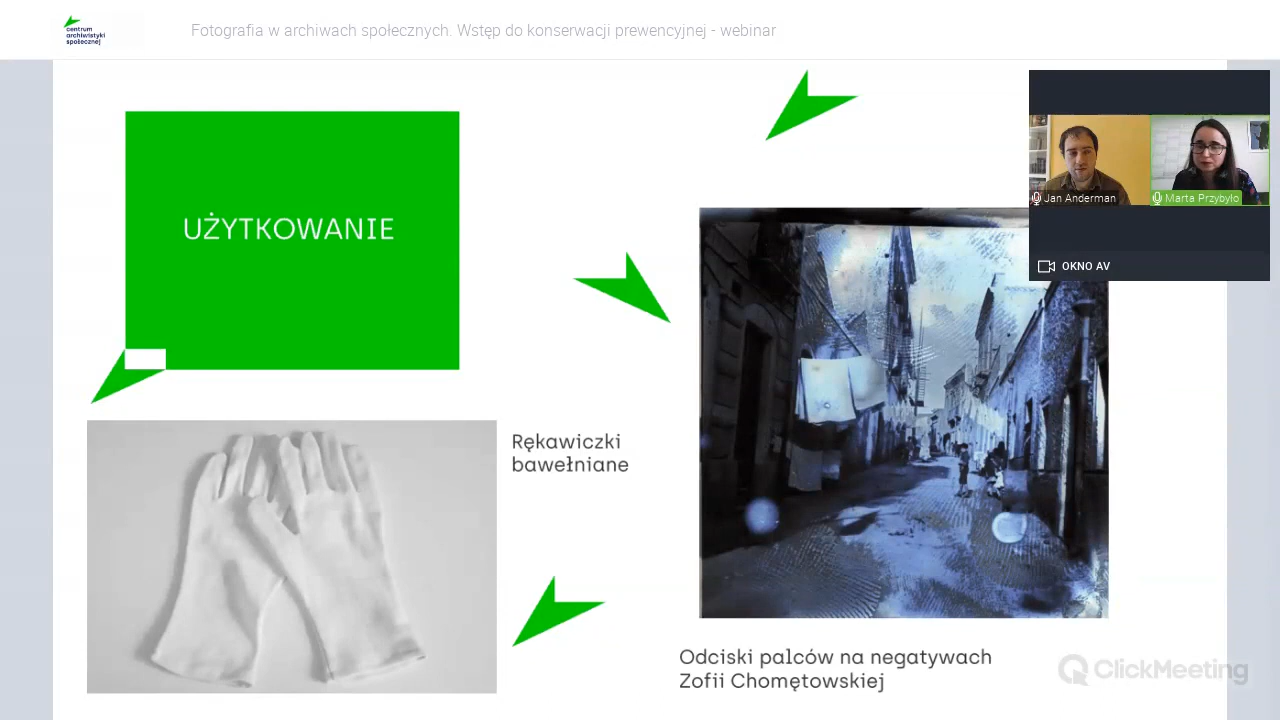 centrum
archiwistyki
społecznej
Fotografia w archiwach społecznych. Wstęp do konserwacji prewencyjnej - webinar
UŻYTKOWANIE
Jan Anderman
Marta Przybyło
OKNO AV
Rękawiczki
bawełniane
Odciski palców na negatywach
Zofii Chomętowskiej
ClickMeeting